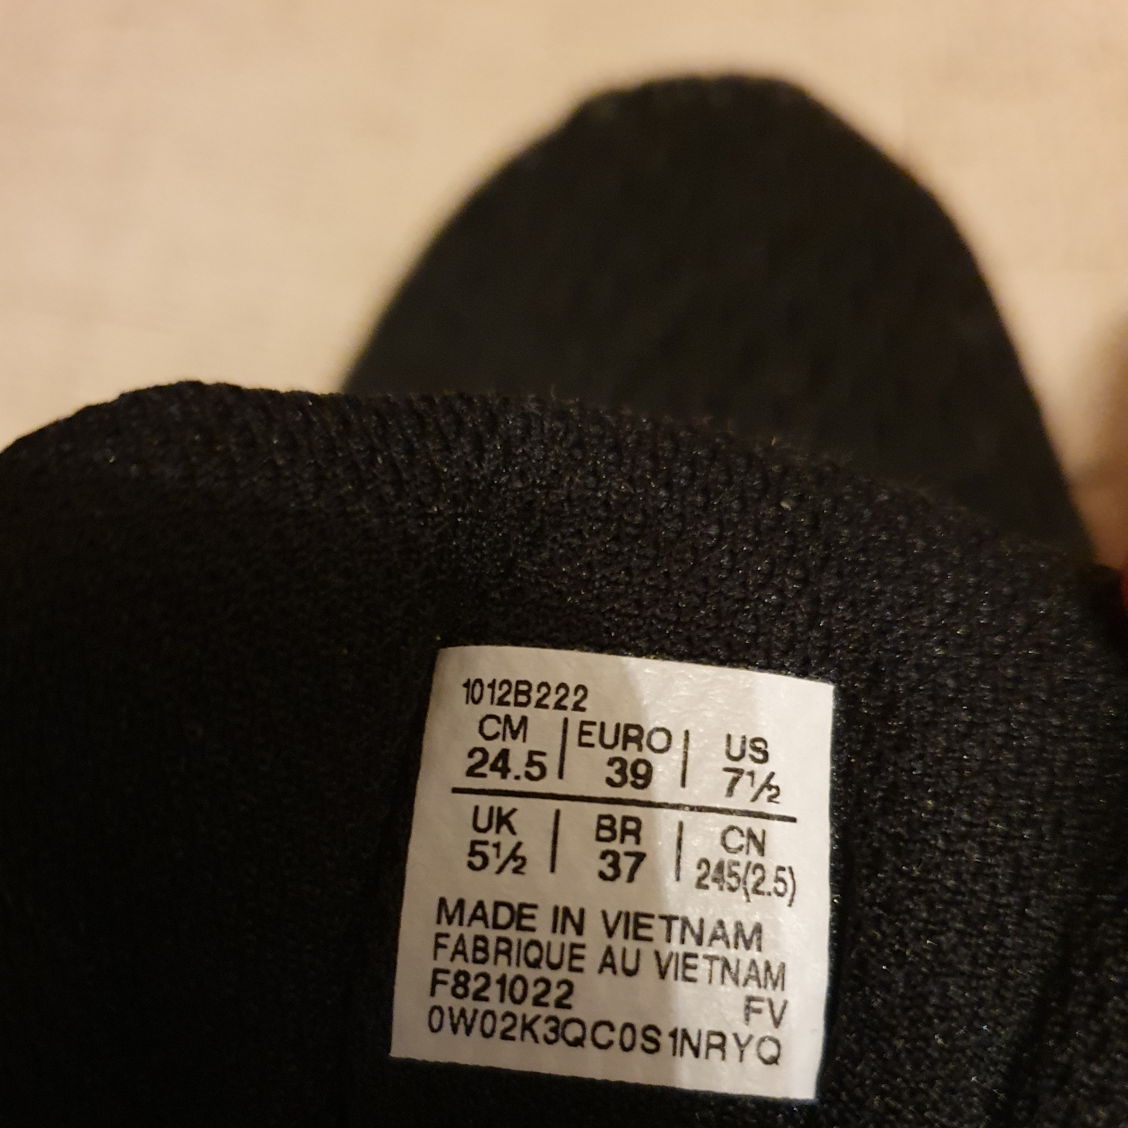 1012B222
CM | EURO | US
24.5 | 39 | 7½
UK | BR | CN
5½ | 37 | 245(2.5)
MADE IN VIETNAM
FABRIQUE AU VIETNAM
F821022 FV
0W02K3QC0S1NRYQ